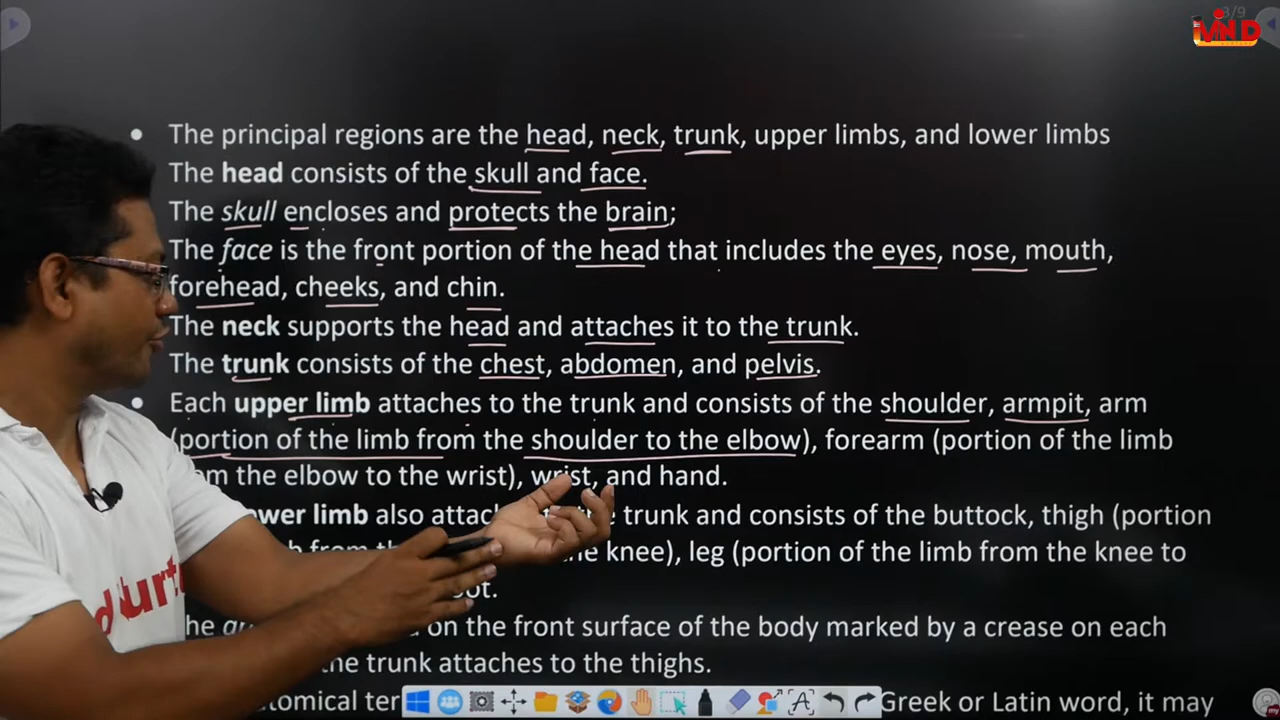 3/9
MIND
• The principal regions are the head, neck, trunk, upper limbs, and lower limbs
The head consists of the skull and face.
The skull encloses and protects the brain;
The face is the front portion of the head that includes the eyes, nose, mouth,
forehead, cheeks, and chin.
The neck supports the head and attaches it to the trunk.
The trunk consists of the chest, abdomen, and pelvis.
• Each upper limb attaches to the trunk and consists of the shoulder, armpit, arm
(portion of the limb from the shoulder to the elbow), forearm (portion of the limb
the elbow to the wrist), wrist, and hand.
limb also trunk and consists of the buttock, thigh (portion
from knee), leg (portion of the limb from the knee to
on the front surface of the body marked by a crease on each
the trunk attaches to the thighs.
Greek or Latin word, it may